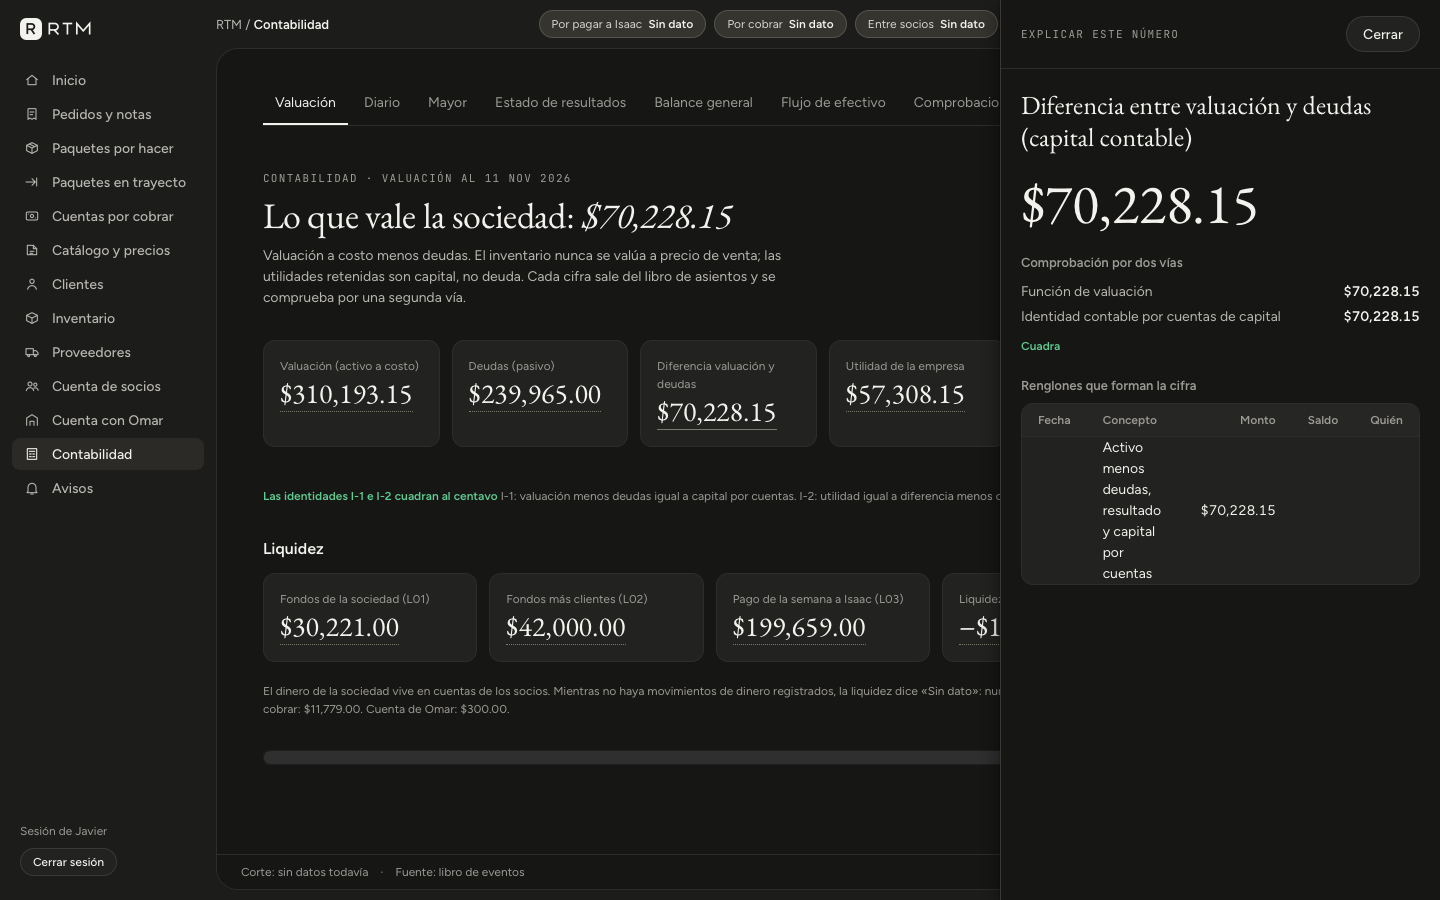 R RTM
Inicio
Pedidos y notas
Paquetes por hacer
Paquetes en trayecto
Cuentas por cobrar
Catálogo y precios
Clientes
Inventario
Proveedores
Cuenta de socios
Cuenta con Omar
Contabilidad
Avisos
Sesión de Javier
Cerrar sesión
RTM / Contabilidad
Por pagar a Isaac Sin dato
Por cobrar Sin dato
Entre socios Sin dato
Valuación Diario Mayor Estado de resultados Balance general Flujo de efectivo Comprobacio
CONTABILIDAD · VALUACIÓN AL 11 NOV 2026
Lo que vale la sociedad: $70,228.15
Valuación a costo menos deudas. El inventario nunca se valúa a precio de venta; las
utilidades retenidas son capital, no deuda. Cada cifra sale del libro de asientos y se
comprueba por una segunda vía.
Valuación (activo a costo)
$310,193.15
Deudas (pasivo)
$239,965.00
Diferencia valuación y
deudas
$70,228.15
Utilidad de la empresa
$57,308.15
Las identidades I-1 e I-2 cuadran al centavo I-1: valuación menos deudas igual a capital por cuentas. I-2: utilidad igual a diferencia menos c
Liquidez
Fondos de la sociedad (L01)
$30,221.00
Fondos más clientes (L02)
$42,000.00
Pago de la semana a Isaac (L03)
$199,659.00
Liquidez
−$1
El dinero de la sociedad vive en cuentas de los socios. Mientras no haya movimientos de dinero registrados, la liquidez dice «Sin dato»: nu
cobrar: $11,779.00. Cuenta de Omar: $300.00.
Corte: sin datos todavía · Fuente: libro de eventos
EXPLICAR ESTE NÚMERO
Cerrar
Diferencia entre valuación y deudas
(capital contable)
$70,228.15
Comprobación por dos vías
Función de valuación $70,228.15
Identidad contable por cuentas de capital $70,228.15
Cuadra
Renglones que forman la cifra
Fecha Concepto Monto Saldo Quién
Activo
menos
deudas,
resultado $70,228.15
y capital
por
cuentas